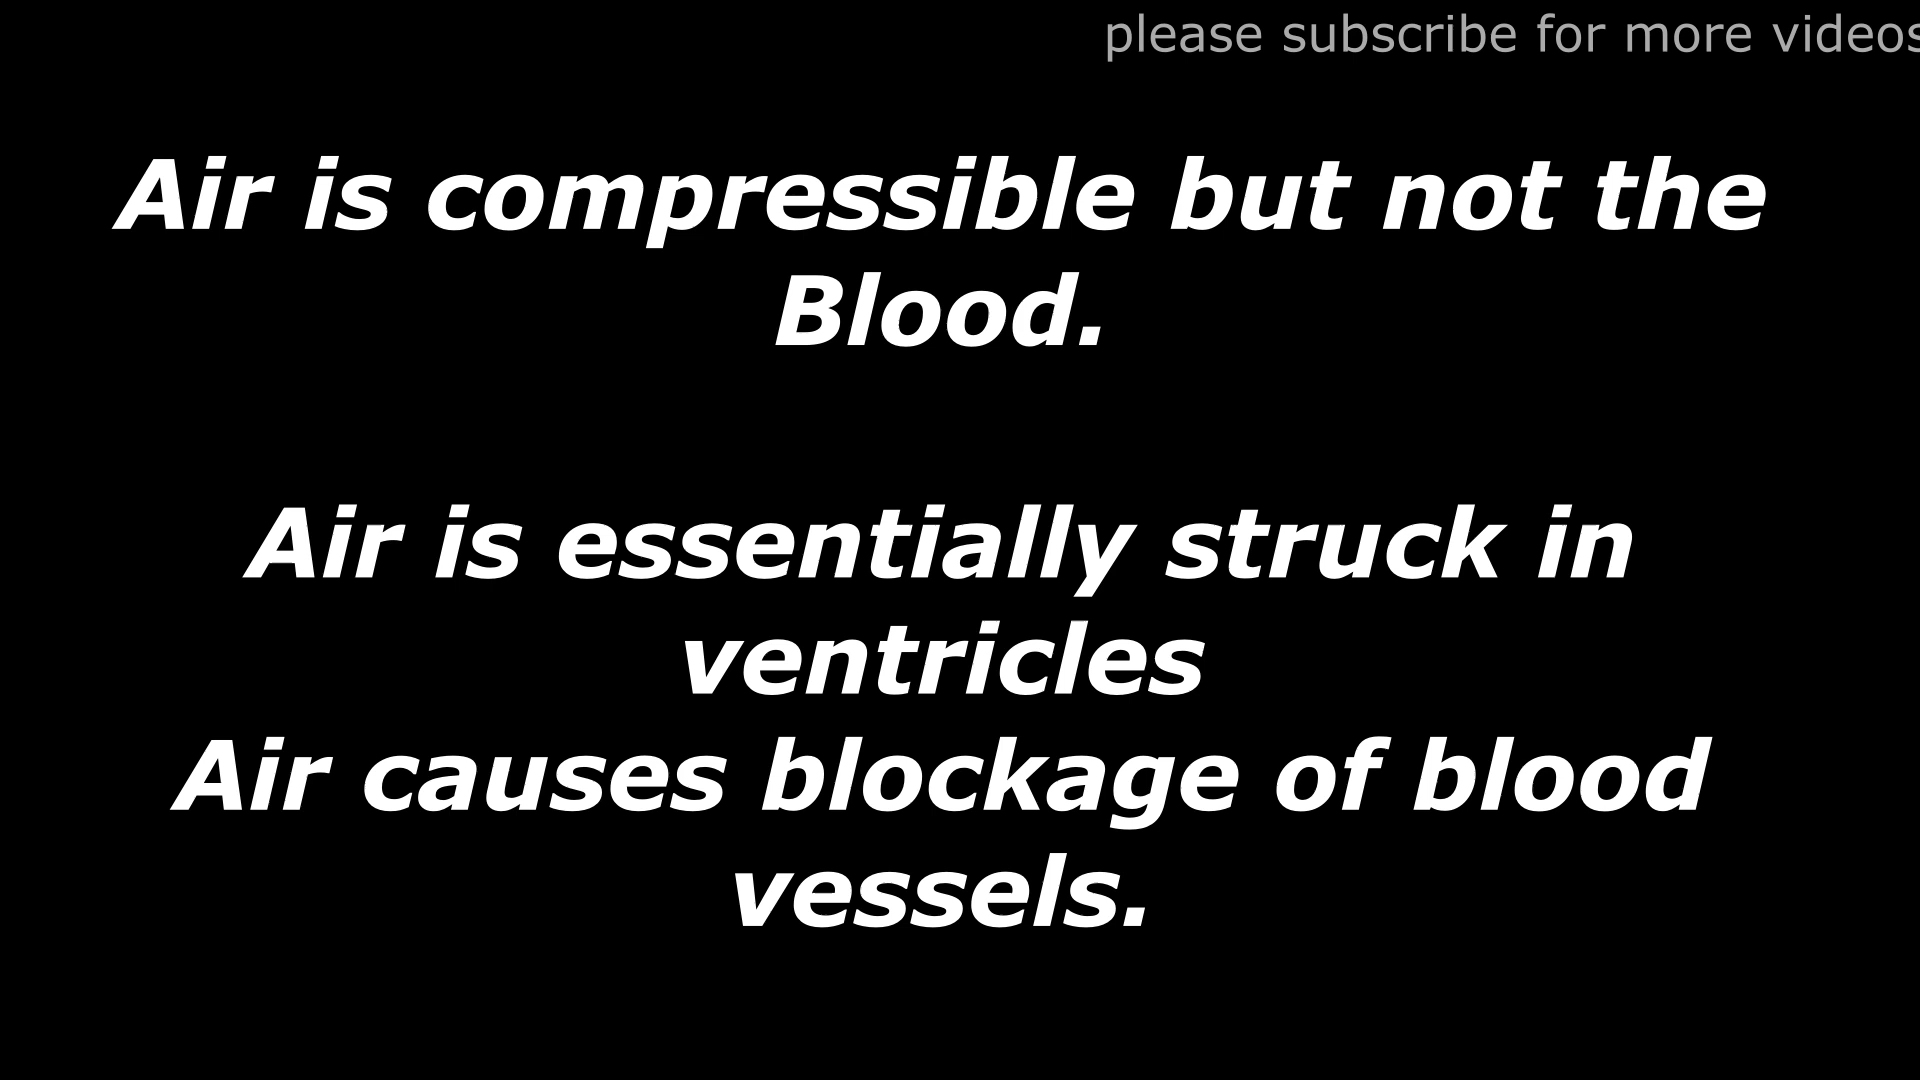 please subscribe for more videos
Air is compressible but not the
Blood.
Air is essentially struck in
ventricles
Air causes blockage of blood
vessels.